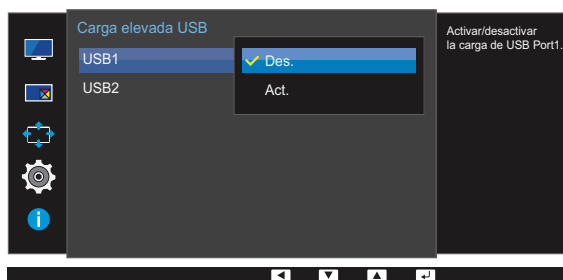 Carga elevada USB
USB1
Des.
USB2
Act.
Activar/desactivar
la carga de USB Port1.